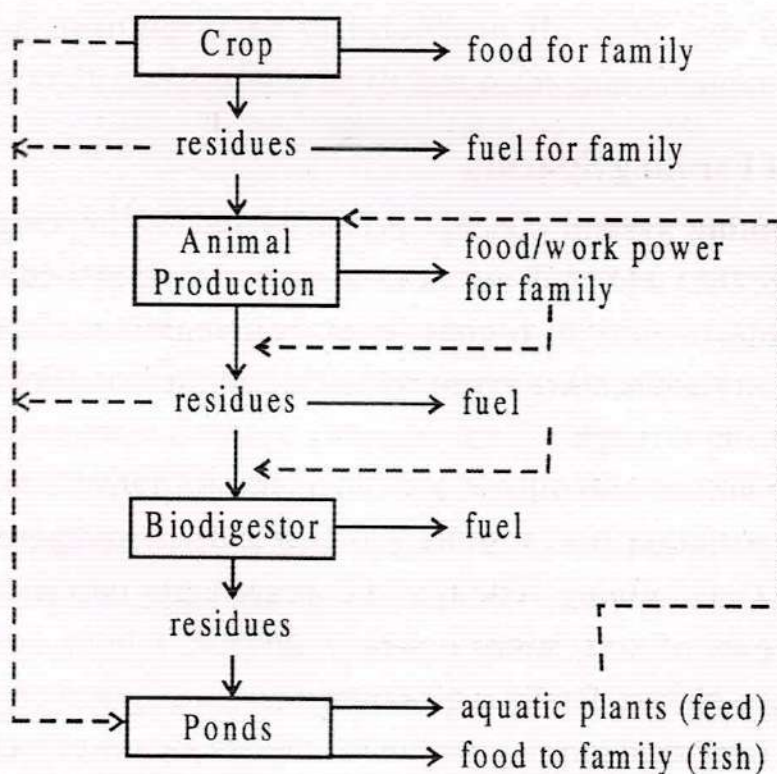 Crop
food for family
residues
fuel for family
Animal
Production
food/work power
for family
residues
fuel
Biodigestor
fuel
residues
Ponds
aquatic plants (feed)
food to family (fish)